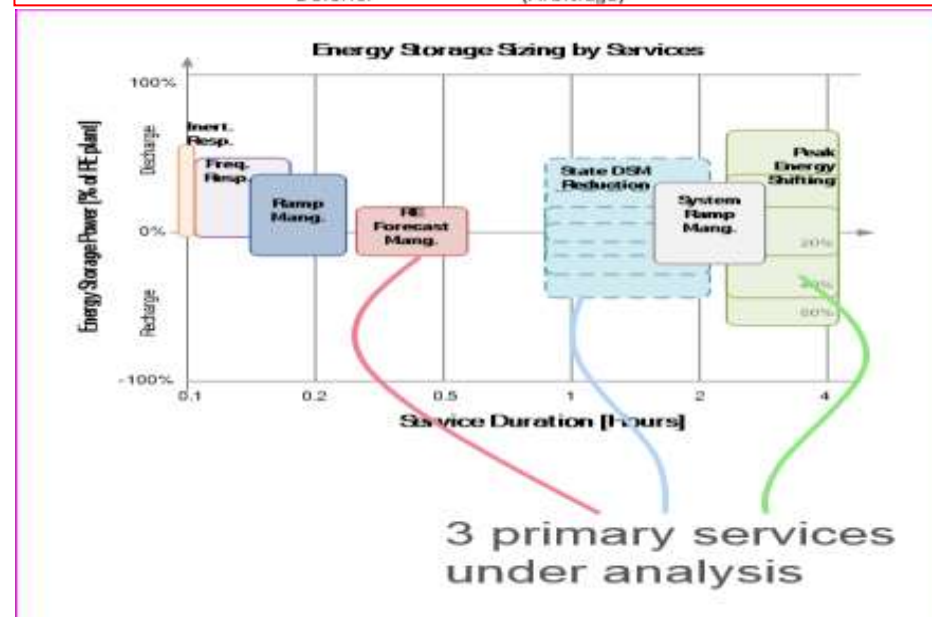 (Arbitrage)
Energy Storage Sizing by Services
100%
0%
-100%
Energy Storage Power [% of RE plant]
Discharge
Recharge
Inert.
Resp.
Freq.
Resp.
Ramp
Mang.
RE
Forecast
Mang.
State DSM
Reduction
System
Ramp
Mang.
Peak
Energy
Shifting
20%
60%
0.1
0.2
0.5
1
2
4
Service Duration [Hours]
3 primary services
under analysis